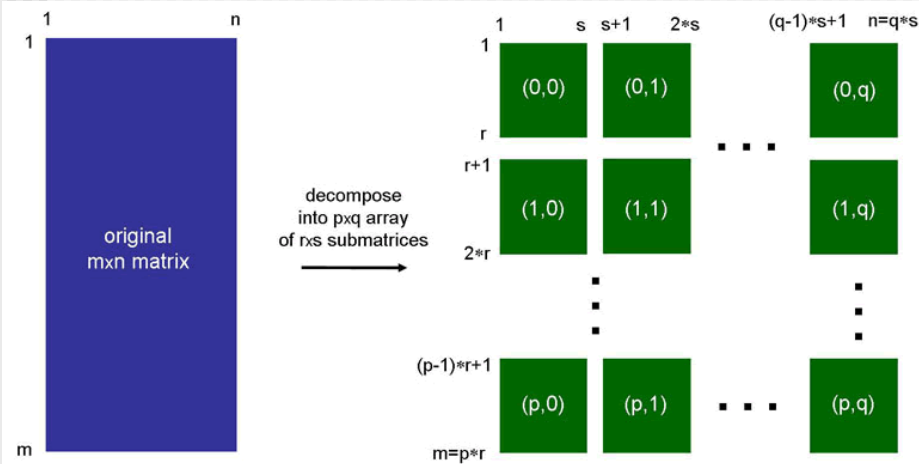 1 n
1
original
mxn matrix
m
decompose
into pxq array
of rxs submatrices
1 s s+1 2*s (q-1)*s+1 n=q*s
1
(0,0) (0,1) (0,q)
r
r+1
(1,0) (1,1) (1,q)
2*r
(p-1)*r+1
(p,0) (p,1) (p,q)
m=p*r